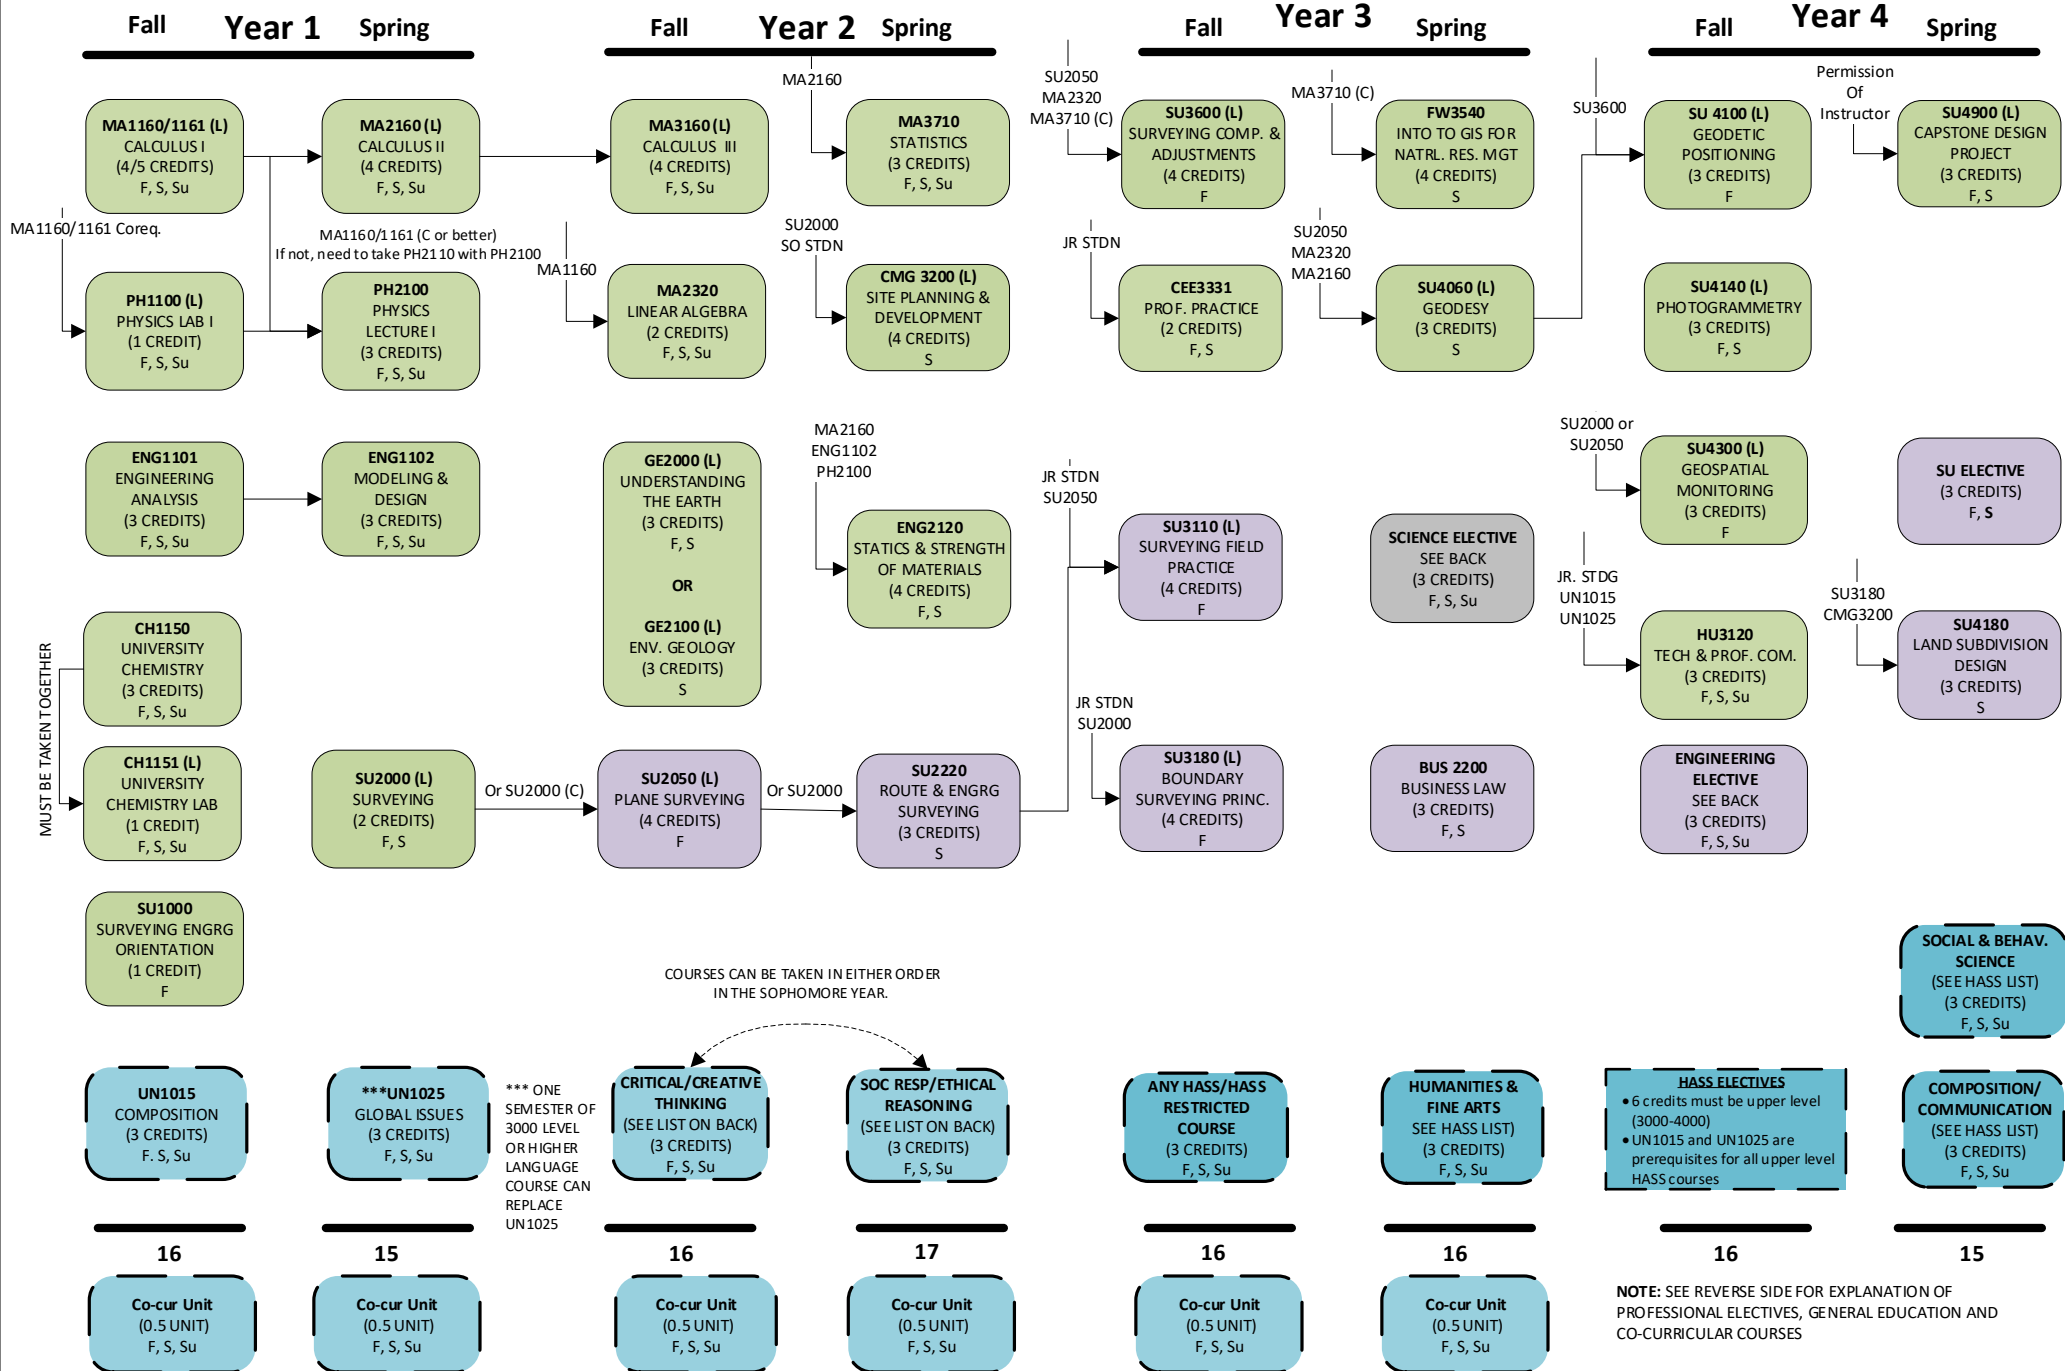 Fall
Year 1
Spring
Fall
Year 2
Spring
Fall
Year 3
Spring
Fall
Year 4
Spring
MA1160/1161 (L)
CALCULUS I
(4/5 CREDITS)
F, S, Su
MA2160 (L)
CALCULUS II
(4 CREDITS)
F, S, Su
MA3160 (L)
CALCULUS III
(4 CREDITS)
F, S, Su
MA2160
MA3710
STATISTICS
(3 CREDITS)
F, S, Su
SU2050
MA2320
MA3710 (C)
SU3600 (L)
SURVEYING COMP. &
ADJUSTMENTS
(4 CREDITS)
F
MA3710 (C)
FW3540
INTO TO GIS FOR
NATRL. RES. MGT
(4 CREDITS)
S
SU3600
SU 4100 (L)
GEODETIC
POSITIONING
(3 CREDITS)
F
Permission
Of
Instructor
SU4900 (L)
CAPSTONE DESIGN
PROJECT
(3 CREDITS)
F, S
MA1160/1161 Coreq.
MA1160/1161 (C or better)
If not, need to take PH2110 with PH2100
PH1100 (L)
PHYSICS LAB I
(1 CREDIT)
F, S, Su
PH2100
PHYSICS
LECTURE I
(3 CREDITS)
F, S, Su
MA1160
MA2320
LINEAR ALGEBRA
(2 CREDITS)
F, S, Su
SU2000
SO STDN
CMG 3200 (L)
SITE PLANNING &
DEVELOPMENT
(4 CREDITS)
S
JR STDN
CEE3331
PROF. PRACTICE
(2 CREDITS)
F, S
SU2050
MA2320
MA2160
SU4060 (L)
GEODESY
(3 CREDITS)
S
SU4140 (L)
PHOTOGRAMMETRY
(3 CREDITS)
F, S
ENG1101
ENGINEERING
ANALYSIS
(3 CREDITS)
F, S, Su
ENG1102
MODELING &
DESIGN
(3 CREDITS)
F, S, Su
GE2000 (L)
UNDERSTANDING
THE EARTH
(3 CREDITS)
F, S
OR
GE2100 (L)
ENV. GEOLOGY
(3 CREDITS)
S
MA2160
ENG1102
PH2100
ENG2120
STATICS & STRENGTH
OF MATERIALS
(4 CREDITS)
F, S
JR STDN
SU2050
SU3110 (L)
SURVEYING FIELD
PRACTICE
(4 CREDITS)
F
SCIENCE ELECTIVE
SEE BACK
(3 CREDITS)
F, S, Su
SU2000 or
SU2050
SU4300 (L)
GEOSPATIAL
MONITORING
(3 CREDITS)
F
SU ELECTIVE
(3 CREDITS)
F, S
MUST BE TAKEN TOGETHER
CH1150
UNIVERSITY
CHEMISTRY
(3 CREDITS)
F, S, Su
JR. STDG
UN1015
UN1025
HU3120
TECH & PROF. COM.
(3 CREDITS)
F, S, Su
SU3180
CMG3200
SU4180
LAND SUBDIVISION
DESIGN
(3 CREDITS)
S
CH1151 (L)
UNIVERSITY
CHEMISTRY LAB
(1 CREDIT)
F, S, Su
SU2000 (L)
SURVEYING
(2 CREDITS)
F, S
Or SU2000 (C)
SU2050 (L)
PLANE SURVEYING
(4 CREDITS)
F
Or SU2000
SU2220
ROUTE & ENGRG
SURVEYING
(3 CREDITS)
S
JR STDN
SU2000
SU3180 (L)
BOUNDARY
SURVEYING PRINC.
(4 CREDITS)
F
BUS 2200
BUSINESS LAW
(3 CREDITS)
F, S
ENGINEERING
ELECTIVE
SEE BACK
(3 CREDITS)
F, S, Su
SU1000
SURVEYING ENGRG
ORIENTATION
(1 CREDIT)
F
COURSES CAN BE TAKEN IN EITHER ORDER
IN THE SOPHOMORE YEAR.
SOCIAL & BEHAV.
SCIENCE
(SEE HASS LIST)
(3 CREDITS)
F, S, Su
UN1015
COMPOSITION
(3 CREDITS)
F. S, Su
***UN1025
GLOBAL ISSUES
(3 CREDITS)
F, S, Su
*** ONE
SEMESTER OF
3000 LEVEL
OR HIGHER
LANGUAGE
COURSE CAN
REPLACE
UN1025
CRITICAL/CREATIVE
THINKING
(SEE LIST ON BACK)
(3 CREDITS)
F, S, Su
SOC RESP/ETHICAL
REASONING
(SEE LIST ON BACK)
(3 CREDITS)
F, S, Su
ANY HASS/HASS
RESTRICTED
COURSE
(3 CREDITS)
F, S, Su
HUMANITIES &
FINE ARTS
SEE HASS LIST)
(3 CREDITS)
F, S, Su
HASS ELECTIVES
• 6 credits must be upper level
(3000-4000)
• UN1015 and UN1025 are
prerequisites for all upper level
HASS courses
COMPOSITION/
COMMUNICATION
(SEE HASS LIST)
(3 CREDITS)
F, S, Su
16
15
16
17
16
16
16
15
Co-cur Unit
(0.5 UNIT)
F, S, Su
Co-cur Unit
(0.5 UNIT)
F, S, Su
Co-cur Unit
(0.5 UNIT)
F, S, Su
Co-cur Unit
(0.5 UNIT)
F, S, Su
Co-cur Unit
(0.5 UNIT)
F, S, Su
Co-cur Unit
(0.5 UNIT)
F, S, Su
NOTE: SEE REVERSE SIDE FOR EXPLANATION OF
PROFESSIONAL ELECTIVES, GENERAL EDUCATION AND
CO-CURRICULAR COURSES